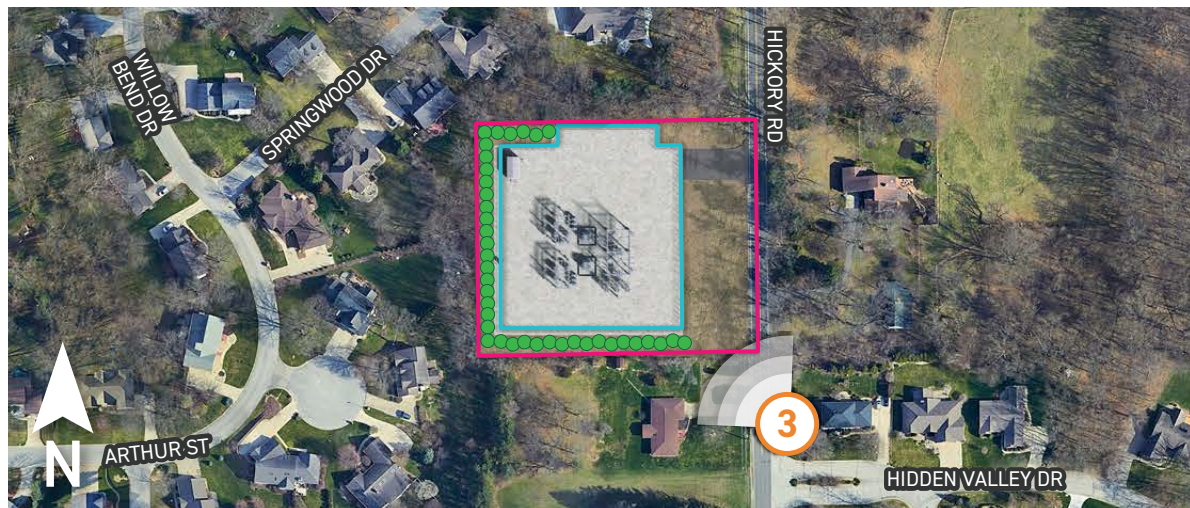 WILLOW
BEND DR
SPRINGWOOD DR
HICKORY RD
3
N
ARTHUR ST
HIDDEN VALLEY DR